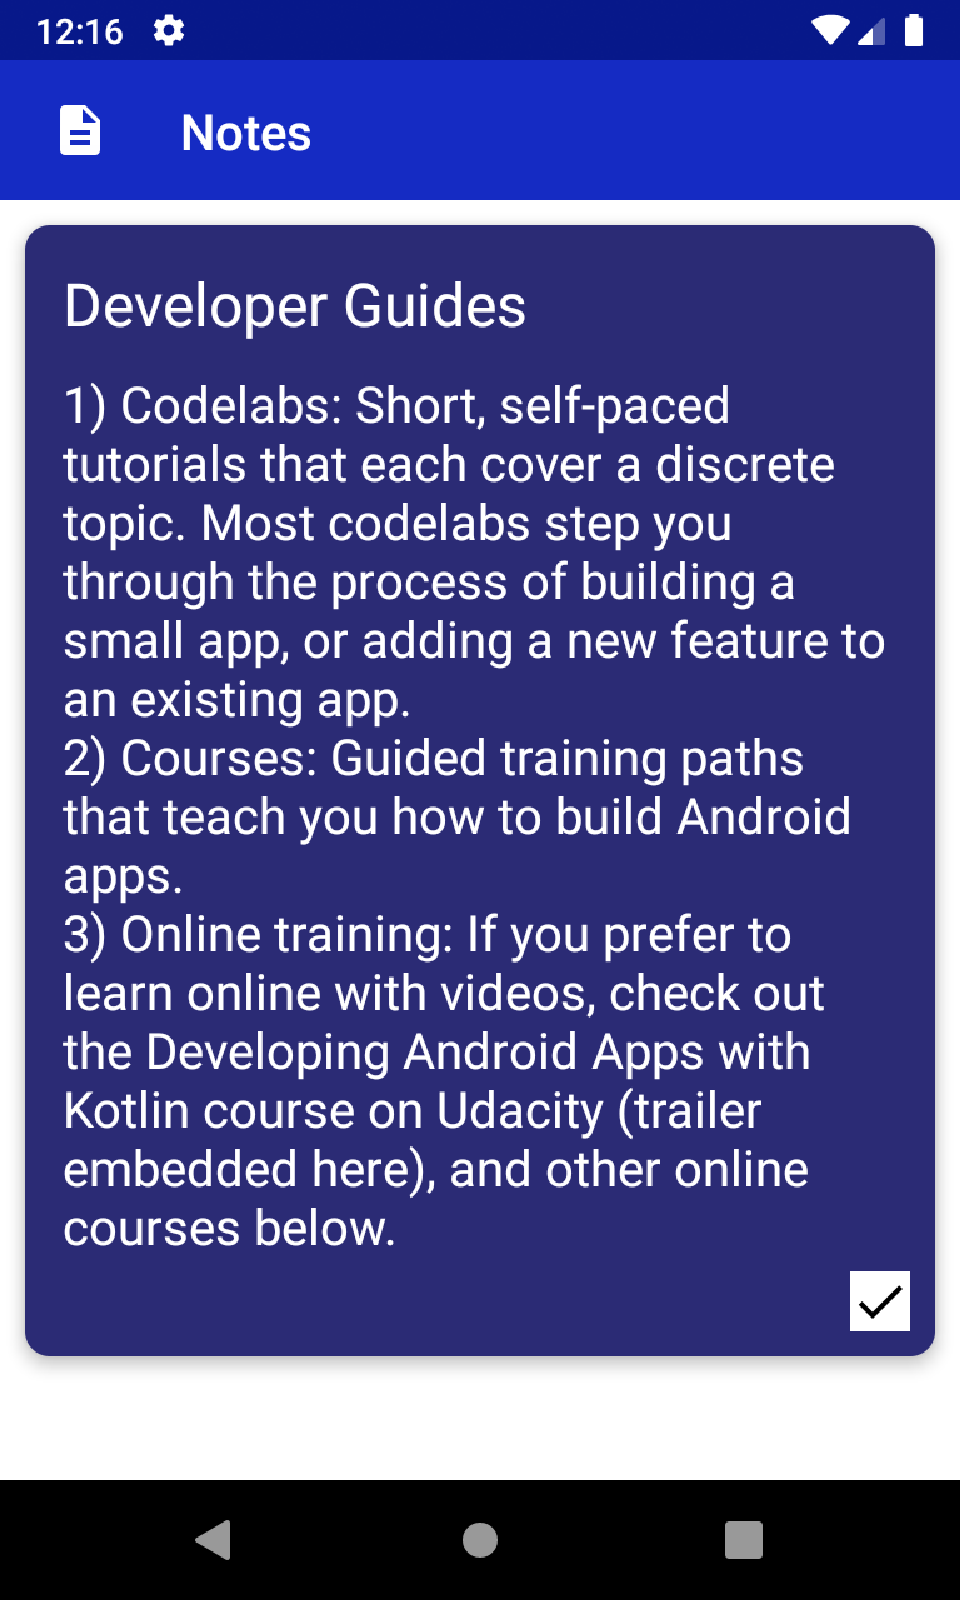 12:16
Notes
Developer Guides
1) Codelabs: Short, self-paced
tutorials that each cover a discrete
topic. Most codelabs step you
through the process of building a
small app, or adding a new feature to
an existing app.
2) Courses: Guided training paths
that teach you how to build Android
apps.
3) Online training: If you prefer to
learn online with videos, check out
the Developing Android Apps with
Kotlin course on Udacity (trailer
embedded here), and other online
courses below.